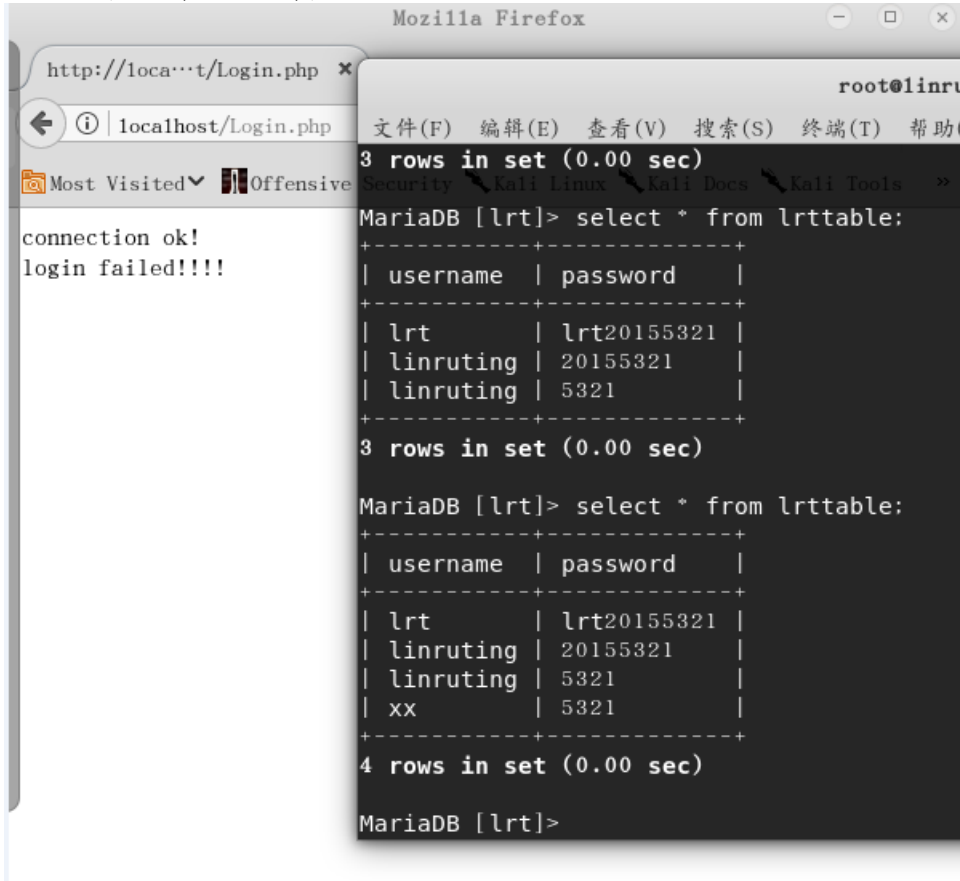 Mozilla Firefox
http://loca…t/Login.php
localhost/Login.php
Most Visited Offensive Security Kali Linux Kali Docs Kali Tools »
connection ok!
login failed!!!!
root@linru
文件(F) 编辑(E) 查看(V) 搜索(S) 终端(T) 帮助(
3 rows in set (0.00 sec)
MariaDB [lrt]> select * from lrttable;
+-----------+-------------+
| username | password |
+-----------+-------------+
| lrt | lrt20155321 |
| linruting | 20155321 |
| linruting | 5321 |
+-----------+-------------+
3 rows in set (0.00 sec)
MariaDB [lrt]> select * from lrttable;
+-----------+-------------+
| username | password |
+-----------+-------------+
| lrt | lrt20155321 |
| linruting | 20155321 |
| linruting | 5321 |
| xx | 5321 |
+-----------+-------------+
4 rows in set (0.00 sec)
MariaDB [lrt]>